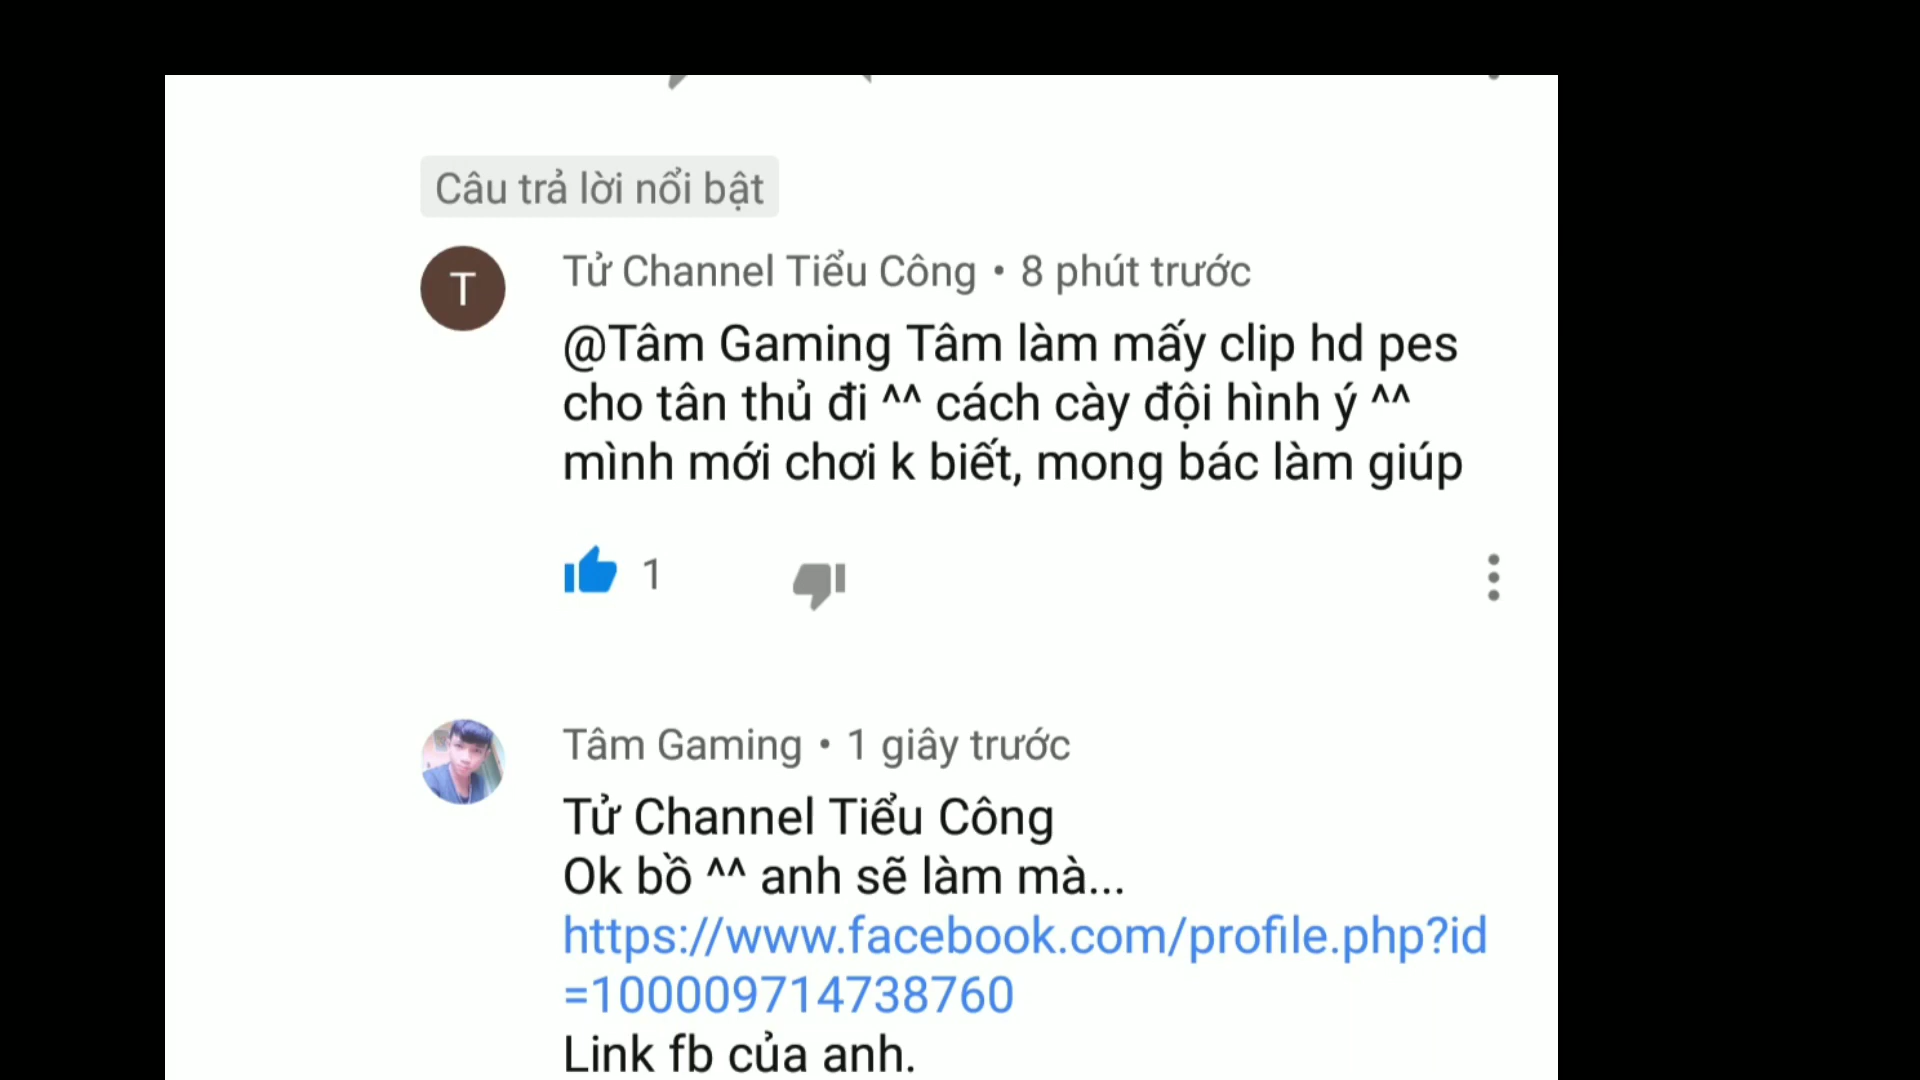 Câu trả lời nổi bật
T
Tử Channel Tiểu Công • 8 phút trước
@Tâm Gaming Tâm làm mấy clip hd pes
cho tân thủ đi ^^ cách cày đội hình ý ^^
mình mới chơi k biết, mong bác làm giúp
1
Tâm Gaming • 1 giây trước
Tử Channel Tiểu Công
Ok bồ ^^ anh sẽ làm mà...
https://www.facebook.com/profile.php?id
=100009714738760
Link fb của anh.